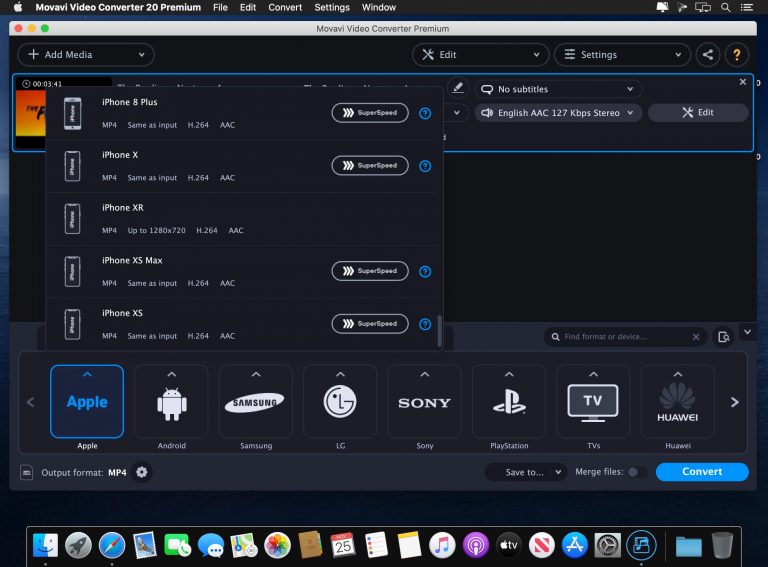 Movavi Video Converter 20 Premium File Edit Convert Settings Window
Movavi Video Converter Premium
Add Media
Edit
Settings
?
00:03:41
No subtitles
English AAC 127 Kbps Stereo
Edit
iPhone 8 Plus
MP4 Same as input H.264 AAC
SuperSpeed
?
iPhone X
MP4 Same as input H.264 AAC
SuperSpeed
?
iPhone XR
MP4 Up to 1280x720 H.264 AAC
iPhone XS Max
MP4 Same as input H.264 AAC
SuperSpeed
?
iPhone XS
MP4 Same as input H.264 AAC
SuperSpeed
?
Find format or device...
Apple
SAMSUNG
LG
SONY
TV
HUAWEI
Apple Android Samsung LG Sony PlayStation TVs Huawei
Output format: MP4
Save to...
Merge files:
Convert
NOV
25
tv